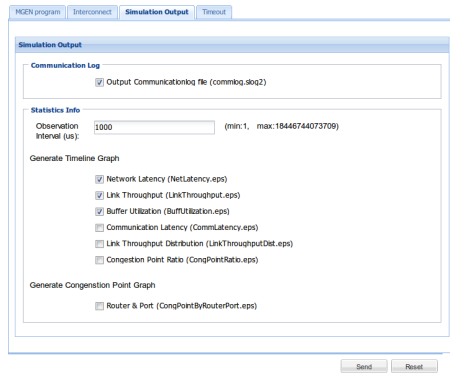 MGEN program Interconnect Simulation Output Timeout
Simulation Output
Communication Log
Output Communicationlog file (commlog.slog2)
Statistics Info
Observation Interval (us): 1000 (min:1, max:18446744073709)
Generate Timeline Graph
Network Latency (NetLatency.eps)
Link Throughput (LinkThroughput.eps)
Buffer Utilization (BuffUtilization.eps)
Communication Latency (CommLatency.eps)
Link Throughput Distribution (LinkThroughputDist.eps)
Congestion Point Ratio (CongPointRatio.eps)
Generate Congenstion Point Graph
Router & Port (CongPointByRouterPort.eps)
Send Reset